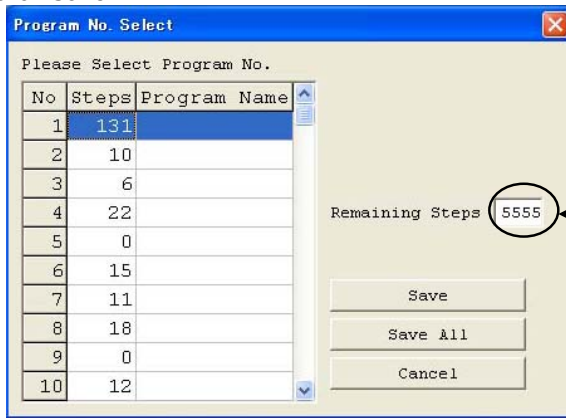 Program No. Select
Please Select Program No.
No Steps Program Name
1 131
2 10
3 6
4 22
5 0
6 15
7 11
8 18
9 0
10 12
Remaining Steps 5555
Save
Save All
Cancel